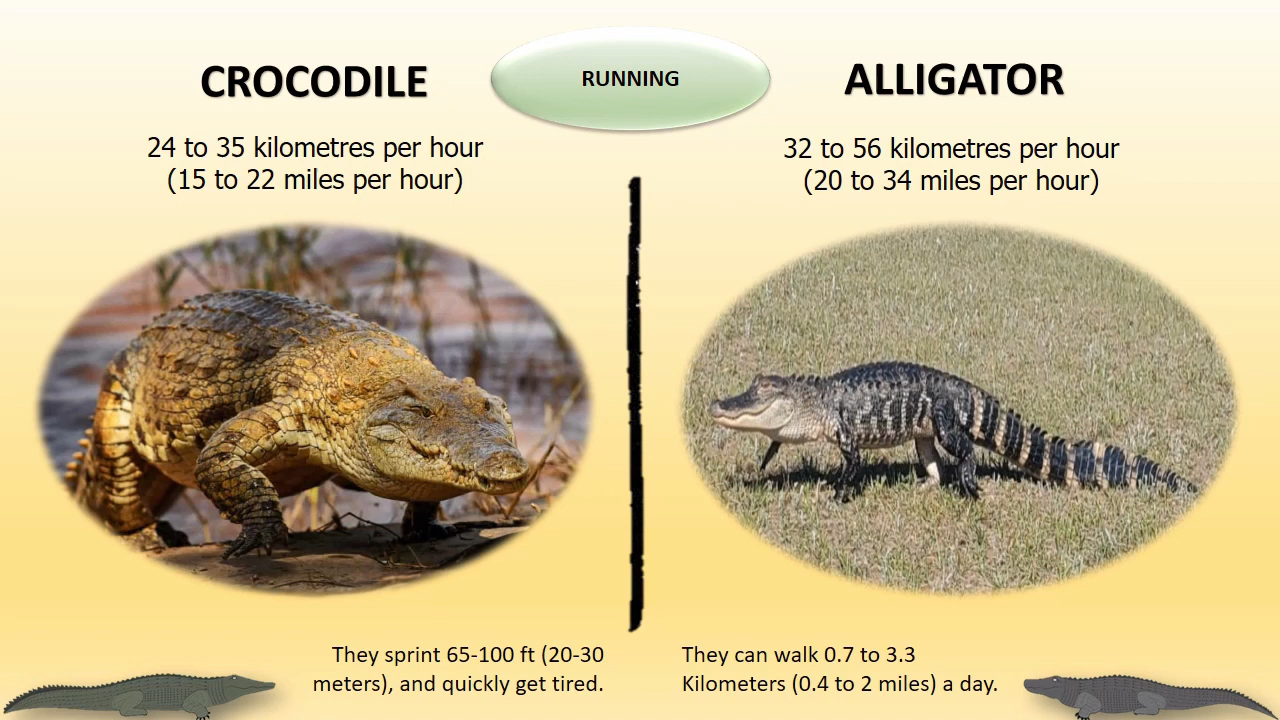 CROCODILE
RUNNING
ALLIGATOR
24 to 35 kilometres per hour
(15 to 22 miles per hour)
32 to 56 kilometres per hour
(20 to 34 miles per hour)
They sprint 65-100 ft (20-30
meters), and quickly get tired.
They can walk 0.7 to 3.3
Kilometers (0.4 to 2 miles) a day.